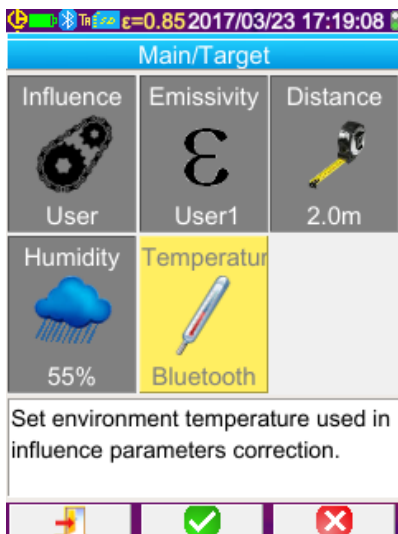 ε=0.85 2017/03/23 17:19:08
Main/Target
Influence Emissivity Distance
ε
User User1 2.0m
Humidity Temperatur
55% Bluetooth
Set environment temperature used in
influence parameters correction.